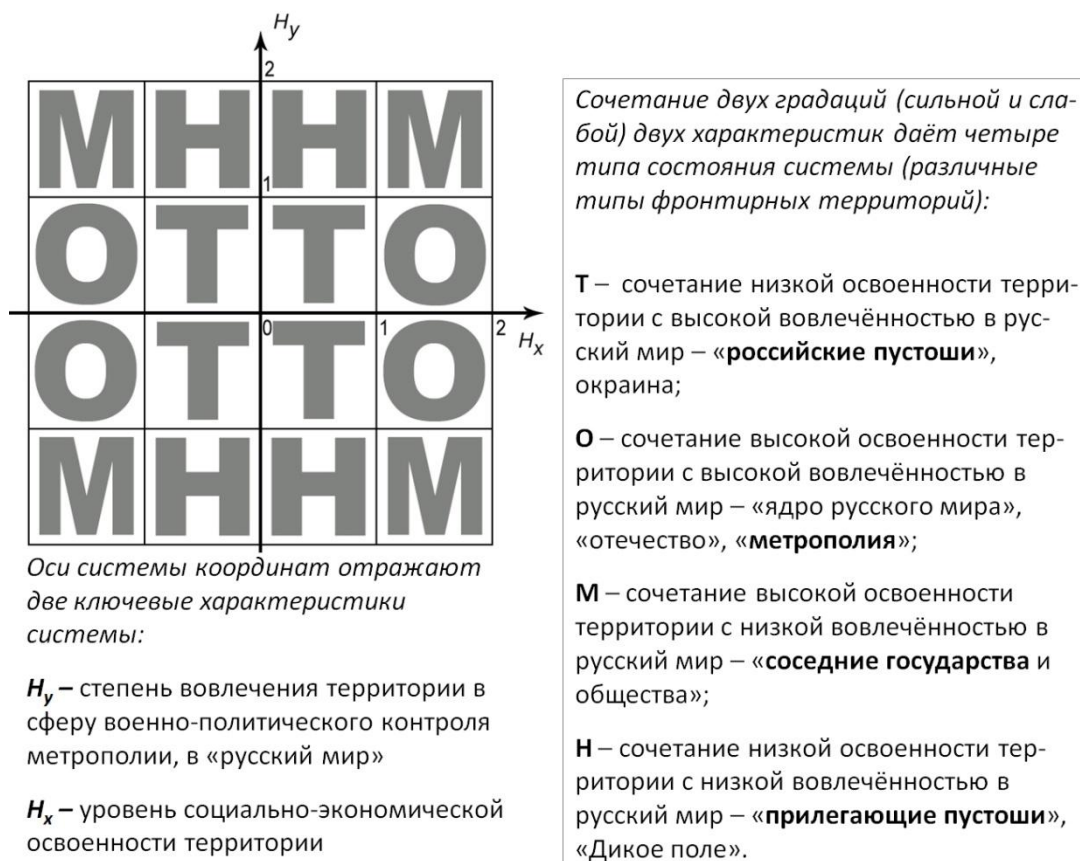 Hy
2
М Н Н М
1
О Т Т О
0 1 2 Hx
О Т Т О
М Н Н М
Оси системы координат отражают
две ключевые характеристики
системы:
Hy – степень вовлечения территории в
сферу военно-политического контроля
метрополии, в «русский мир»
Hx – уровень социально-экономической
освоенности территории
Сочетание двух градаций (сильной и сла-
бой) двух характеристик даёт четыре
типа состояния системы (различные
типы фронтирных территорий):
Т – сочетание низкой освоенности терри-
тории с высокой вовлечённостью в рус-
ский мир – «российские пустоши»,
окраина;
О – сочетание высокой освоенности тер-
ритории с высокой вовлечённостью в
русский мир – «ядро русского мира»,
«отечество», «метрополия»;
М – сочетание высокой освоенности
территории с низкой вовлечённостью в
русский мир – «соседние государства и
общества»;
Н – сочетание низкой освоенности тер-
ритории с низкой вовлечённостью в
русский мир – «прилегающие пустоши»,
«Дикое поле».